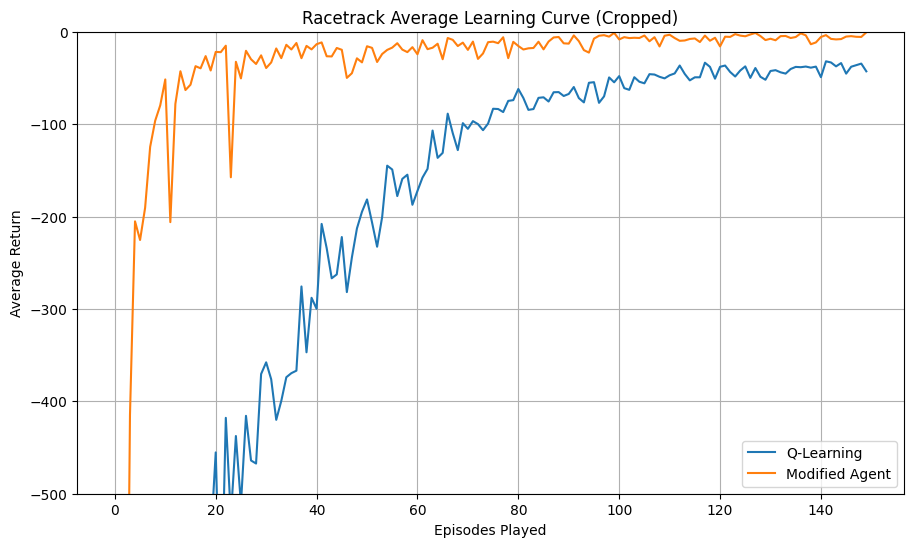 Racetrack Average Learning Curve (Cropped)
Average Return
0
−100
−200
−300
−400
−500
0 20 40 60 80 100 120 140
Episodes Played
Q-Learning
Modified Agent